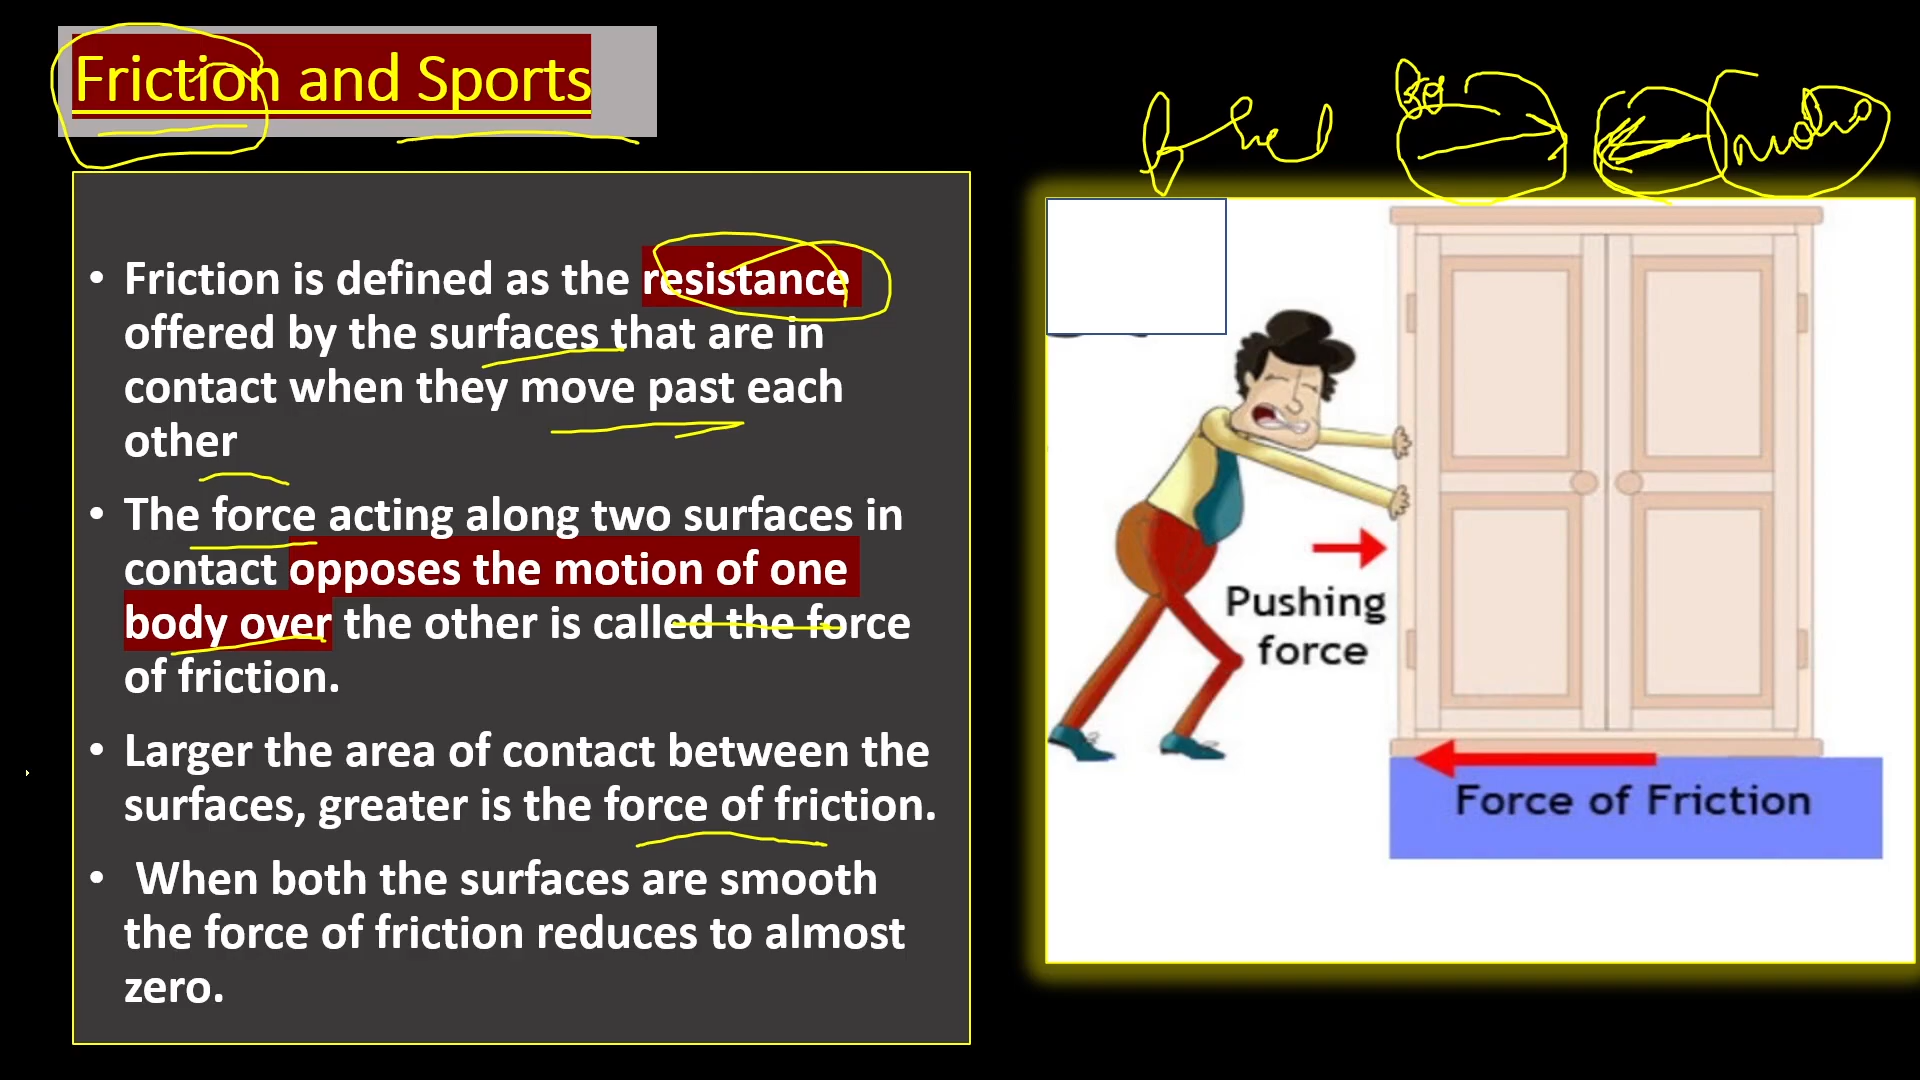 Friction and Sports
• Friction is defined as the resistance
offered by the surfaces that are in
contact when they move past each
other
• The force acting along two surfaces in
contact opposes the motion of one
body over the other is called the force
of friction.
• Larger the area of contact between the
surfaces, greater is the force of friction.
• When both the surfaces are smooth
the force of friction reduces to almost
zero.
Pushing
force
Force of Friction